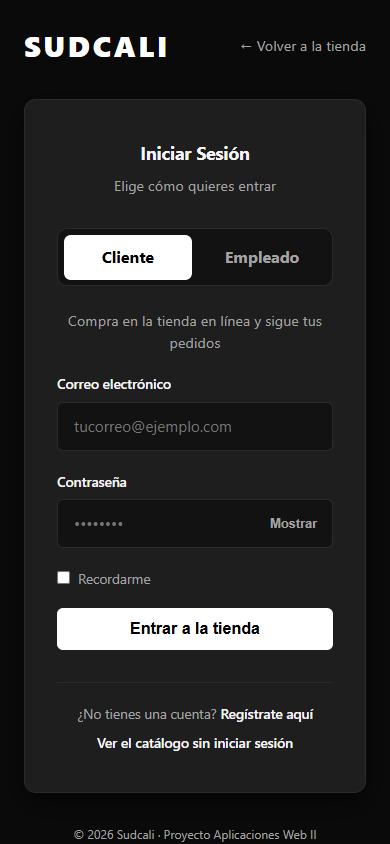 SUDCALI
← Volver a la tienda
Iniciar Sesión
Elige cómo quieres entrar
Cliente
Empleado
Compra en la tienda en línea y sigue tus
pedidos
Correo electrónico
tucorreo@ejemplo.com
Contraseña
••••••••
Mostrar
Recordarme
Entrar a la tienda
¿No tienes una cuenta? Regístrate aquí
Ver el catálogo sin iniciar sesión
© 2026 Sudcali · Proyecto Aplicaciones Web II